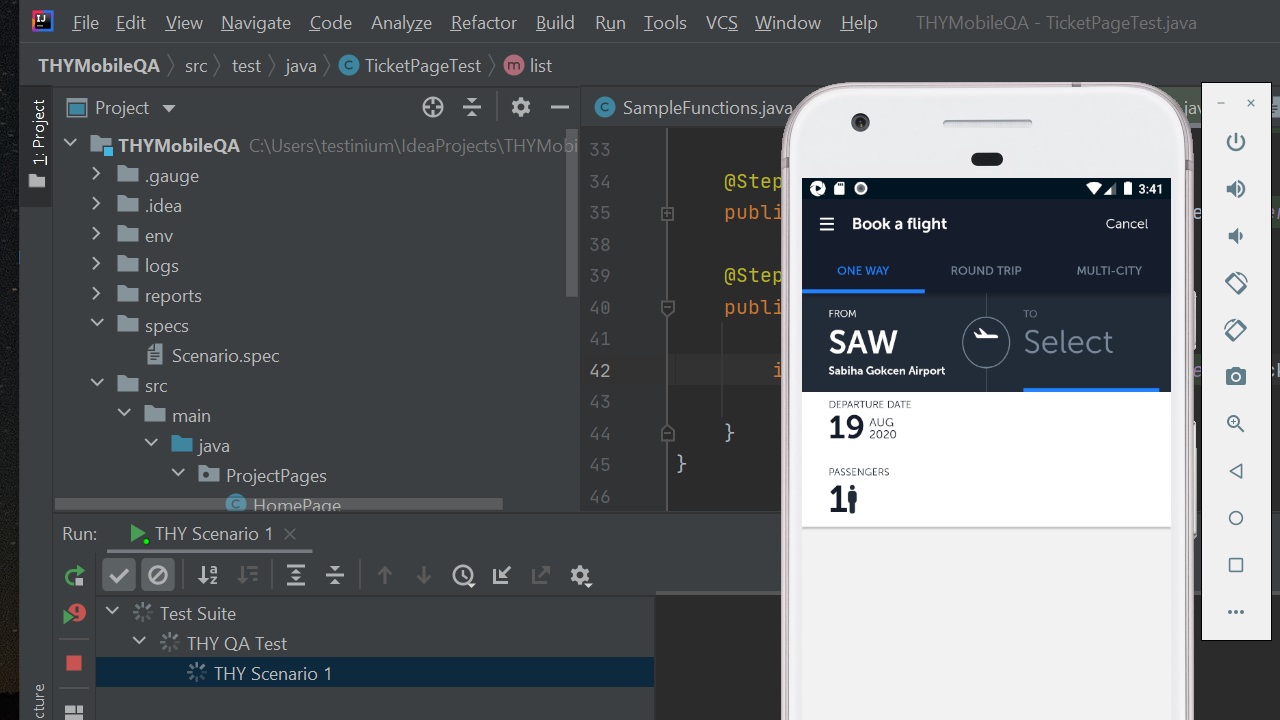 File Edit View Navigate Code Analyze Refactor Build Run Tools VCS Window Help THYMobileQA - TicketPageTest.java
THYMobileQA src test java TicketPageTest list
1: Project
Project
SampleFunctions.java
THYMobileQA C:\Users\testinium\IdeaProjects\THYMobi
.gauge
.idea
env
logs
reports
specs
Scenario.spec
src
main
java
ProjectPages
HomePage
33
34 @Step
35 publi
38
39 @Step
40 publi
41
42 i
43
44 }
45 }
46
3:41
Book a flight Cancel
ONE WAY ROUND TRIP MULTI-CITY
FROM TO
SAW Select
Sabiha Gokcen Airport
DEPARTURE DATE
19 AUG
2020
PASSENGERS
1
Run: THY Scenario 1
Test Suite
THY QA Test
THY Scenario 1
cture